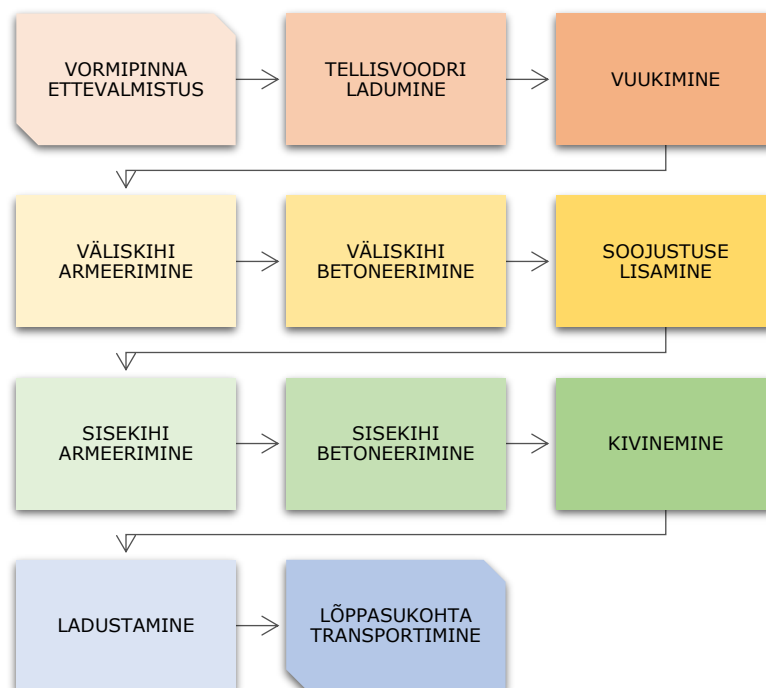 VORMIPINNA
ETTEVALMISTUS
TELLISVOODRI
LADUMINE
VUUKIMINE
VÄLISKIHI
ARMEERIMINE
VÄLISKIHI
BETONEERIMINE
SOOJUSTUSE
LISAMINE
SISEKIHI
ARMEERIMINE
SISEKIHI
BETONEERIMINE
KIVINEMINE
LADUSTAMINE
LÕPPASUKOHTA
TRANSPORTIMINE